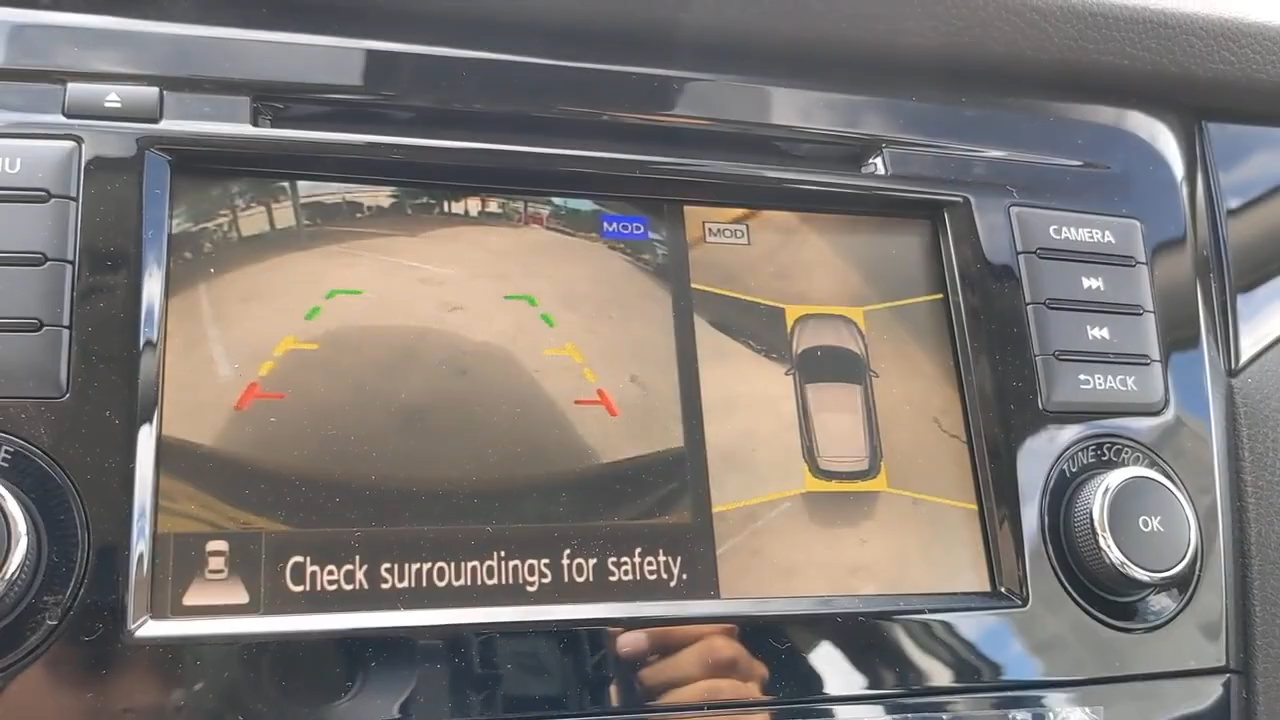 MOD
MOD
CAMERA
BACK
TUNE·SCROLL
OK
Check surroundings for safety.